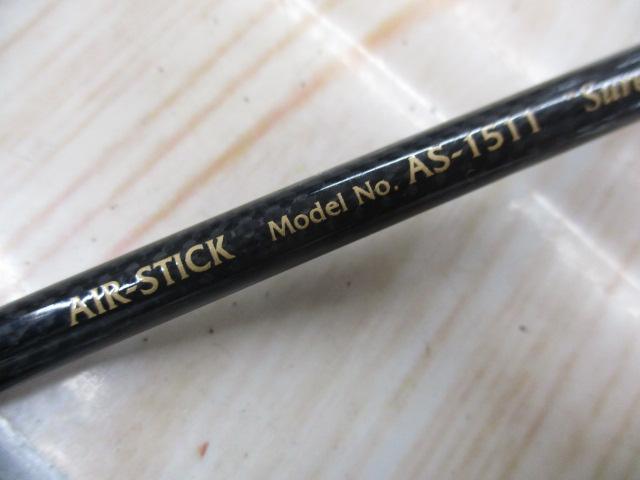 AIR-STICK Model No. AS-1511